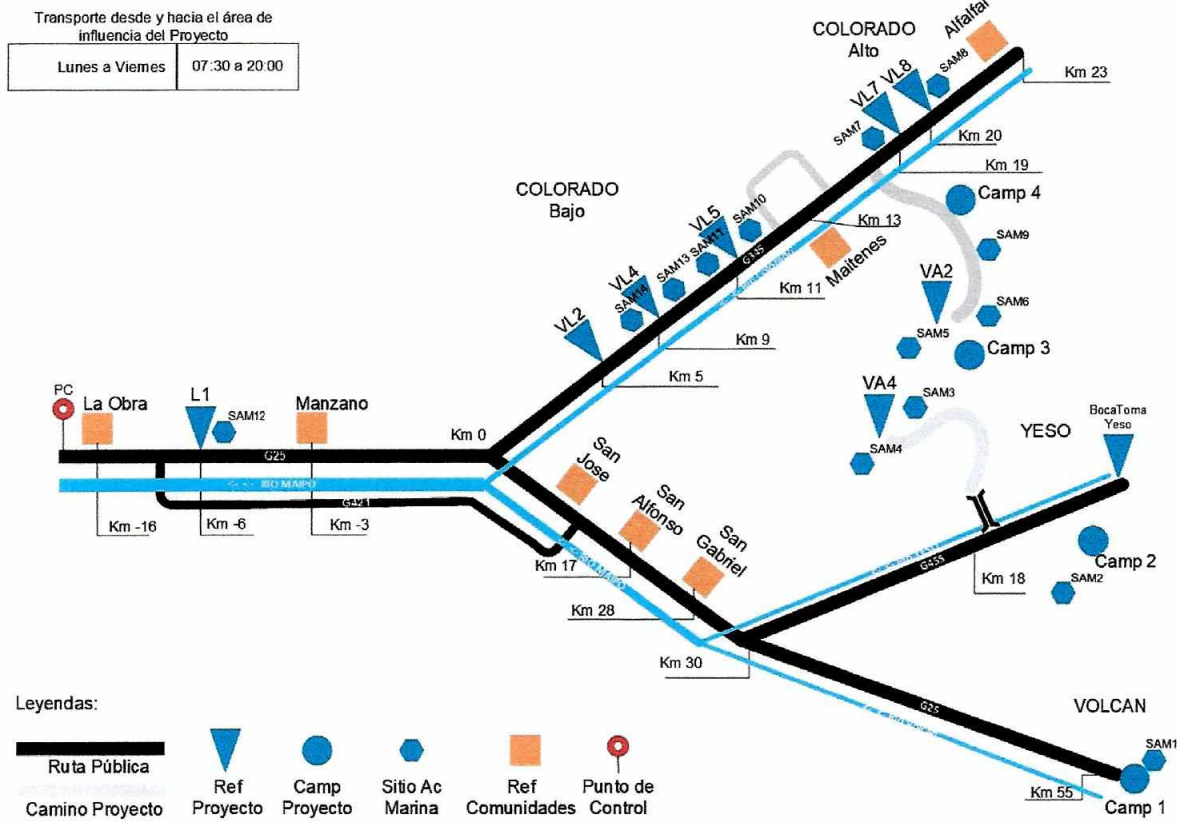 Transporte desde y hacia el área de
influencia del Proyecto
Lunes a Viernes 07:30 a 20:00
COLORADO
Alto
Alfalfal
SAM8
VL8
VL7
SAM7
Km 23
Km 20
Km 19
COLORADO
Bajo
Camp 4
SAM10
VL5
Km 13
SAM9
SAM11
SAM13
G345
Maitenes
VL4
SAM14
Km 11
VA2
SAM6
VL2
SAM5
Camp 3
Km 9
Km 5
VA4
SAM3
PC
La Obra
L1
SAM12
Manzano
Km 0
YESO
BocaToma
Yeso
SAM4
G25
San
Jose
<< << RIO MAIPO
G421
San
Alfonso
Km -16
Km -6
Km -3
San
Gabriel
RIO MAIPO
Km 17
G455
Camp 2
Km 18
SAM2
Km 28
Km 30
Leyendas:
VOLCAN
G25
SAM1
Ruta Pública
Camino Proyecto
Ref
Proyecto
Camp
Proyecto
Sitio Ac
Marina
Ref
Comunidades
Punto de
Control
Km 55
Camp 1